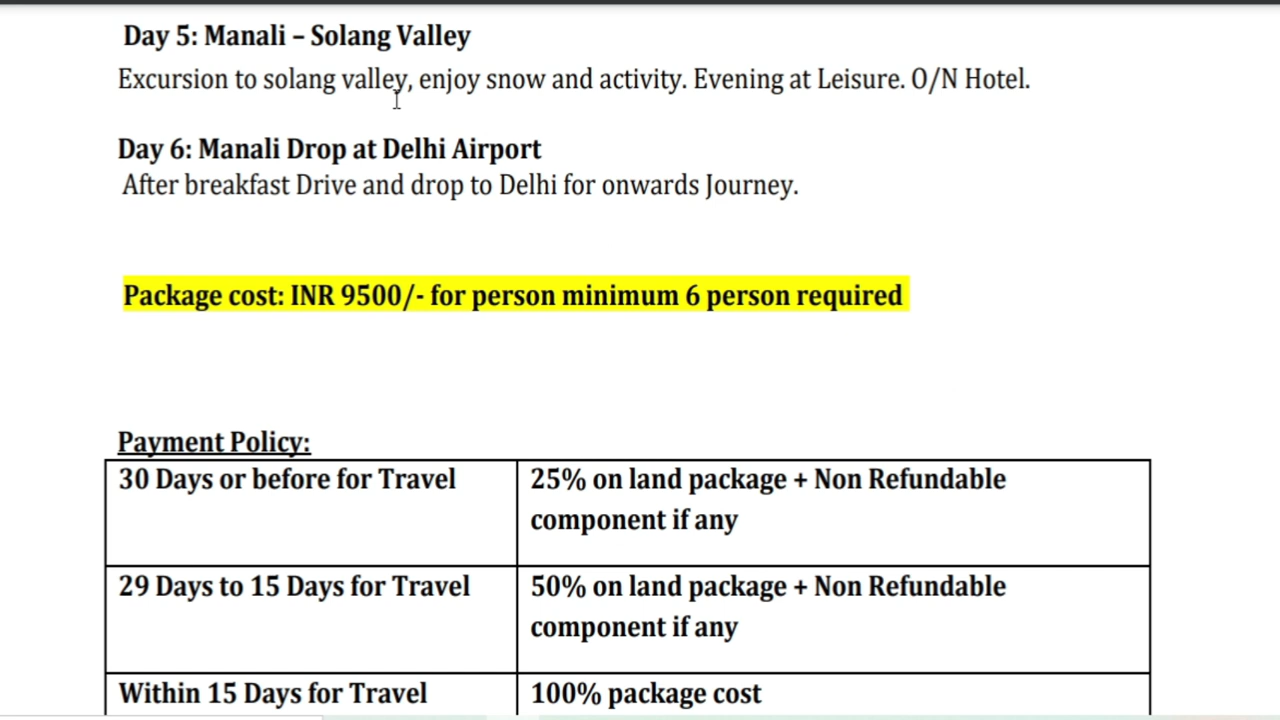 Day 5: Manali – Solang Valley
Excursion to solang valley, enjoy snow and activity. Evening at Leisure. O/N Hotel.
Day 6: Manali Drop at Delhi Airport
After breakfast Drive and drop to Delhi for onwards Journey.
Package cost: INR 9500/- for person minimum 6 person required
Payment Policy:
30 Days or before for Travel
25% on land package + Non Refundable
component if any
29 Days to 15 Days for Travel
50% on land package + Non Refundable
component if any
Within 15 Days for Travel
100% package cost